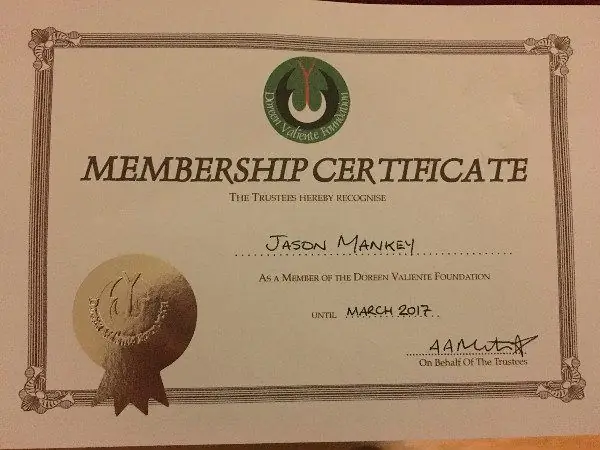 Doreen Valiente Foundation
MEMBERSHIP CERTIFICATE
THE TRUSTEES HEREBY RECOGNISE
JASON MANKEY
AS A MEMBER OF THE DOREEN VALIENTE FOUNDATION
UNTIL MARCH 2017
On Behalf Of The Trustees